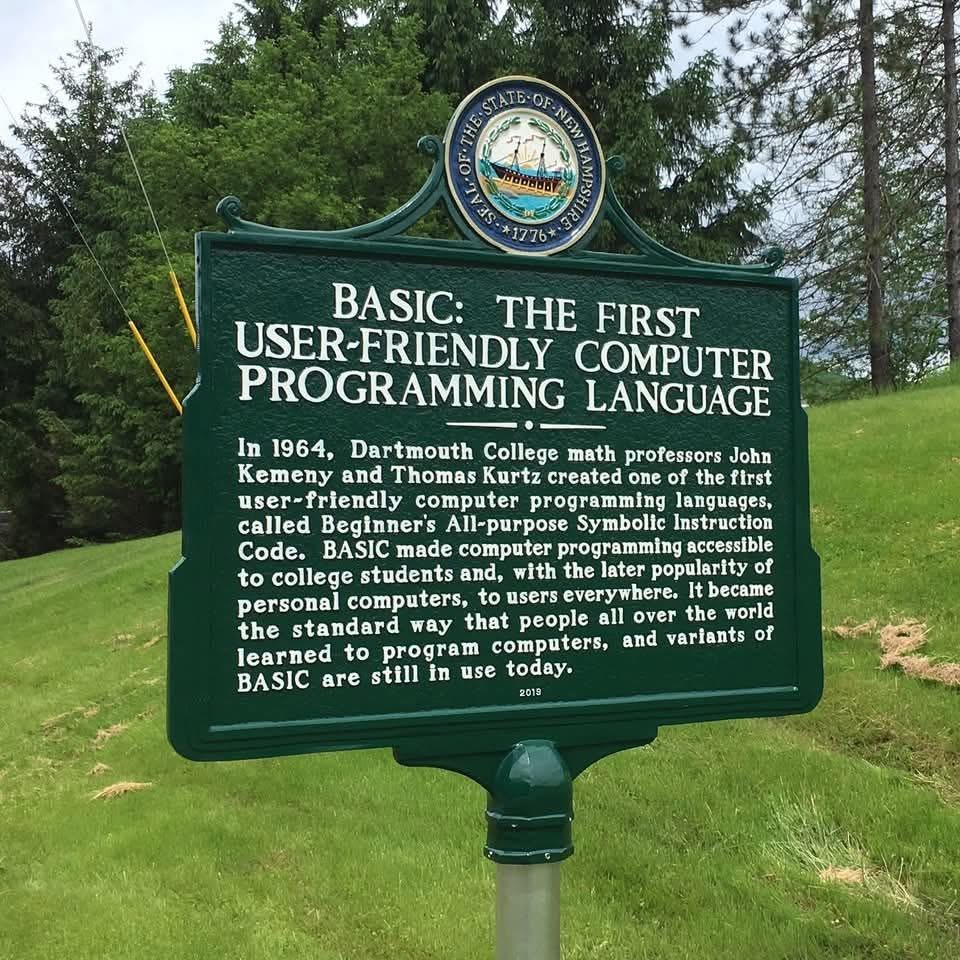 SEAL·OF·THE·STATE·OF·NEW HAMPSHIRE
★1776★
BASIC: THE FIRST
USER-FRIENDLY COMPUTER
PROGRAMMING LANGUAGE
In 1964, Dartmouth College math professors John
Kemeny and Thomas Kurtz created one of the first
user-friendly computer programming languages,
called Beginner's All-purpose Symbolic Instruction
Code. BASIC made computer programming accessible
to college students and, with the later popularity of
personal computers, to users everywhere. It became
the standard way that people all over the world
learned to program computers, and variants of
BASIC are still in use today.
2019